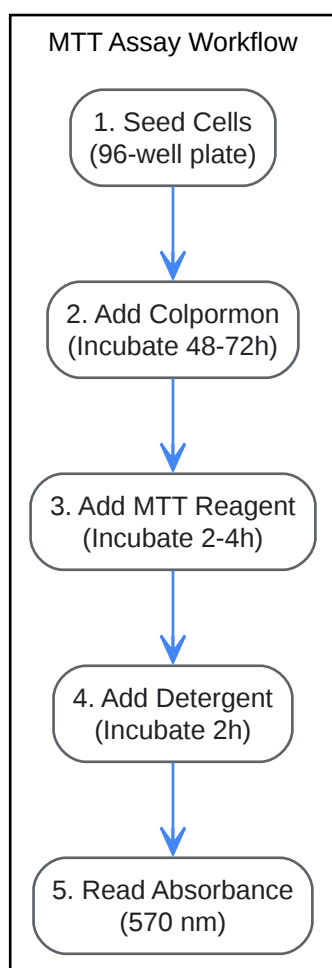 MTT Assay Workflow
1. Seed Cells
(96-well plate)
2. Add Colpormon
(Incubate 48-72h)
3. Add MTT Reagent
(Incubate 2-4h)
4. Add Detergent
(Incubate 2h)
5. Read Absorbance
(570 nm)